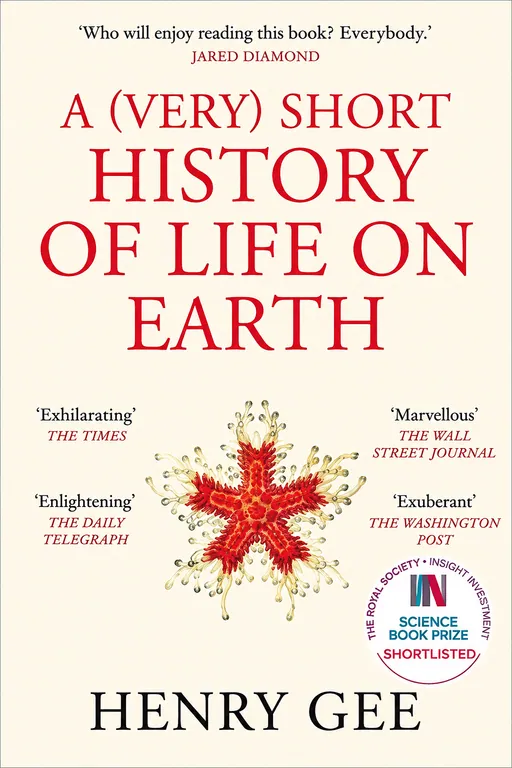 ‘Who will enjoy reading this book? Everybody.’
JARED DIAMOND
A (VERY) SHORT
HISTORY
OF LIFE ON
EARTH
‘Exhilarating’
THE TIMES
‘Marvellous’
THE WALL
STREET JOURNAL
‘Enlightening’
THE DAILY
TELEGRAPH
‘Exuberant’
THE WASHINGTON
POST
THE ROYAL SOCIETY • INSIGHT INVESTMENT
SCIENCE
BOOK PRIZE
SHORTLISTED
HENRY GEE